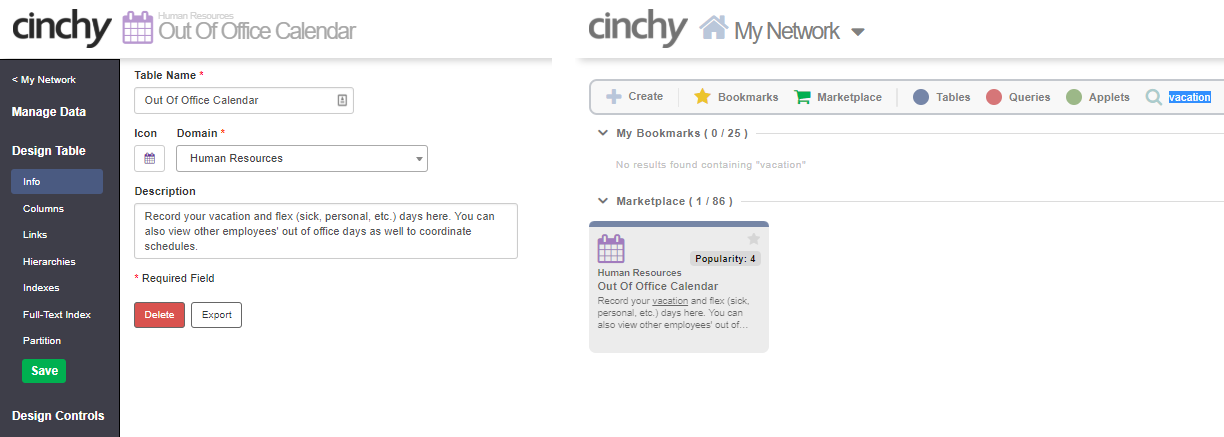 cinchy
Human Resources
Out Of Office Calendar
< My Network
Manage Data
Design Table
Info
Columns
Links
Hierarchies
Indexes
Full-Text Index
Partition
Save
Design Controls
Table Name *
Out Of Office Calendar
Icon Domain *
Human Resources
Description
Record your vacation and flex (sick, personal, etc.) days here. You can
also view other employees' out of office days as well to coordinate
schedules.
* Required Field
Delete Export
cinchy My Network
Create Bookmarks Marketplace Tables Queries Applets vacation
My Bookmarks ( 0 / 25 )
No results found containing "vacation"
Marketplace ( 1 / 86 )
Popularity: 4
Human Resources
Out Of Office Calendar
Record your vacation and flex (sick,
personal, etc.) days here. You can
also view other employees' out of...